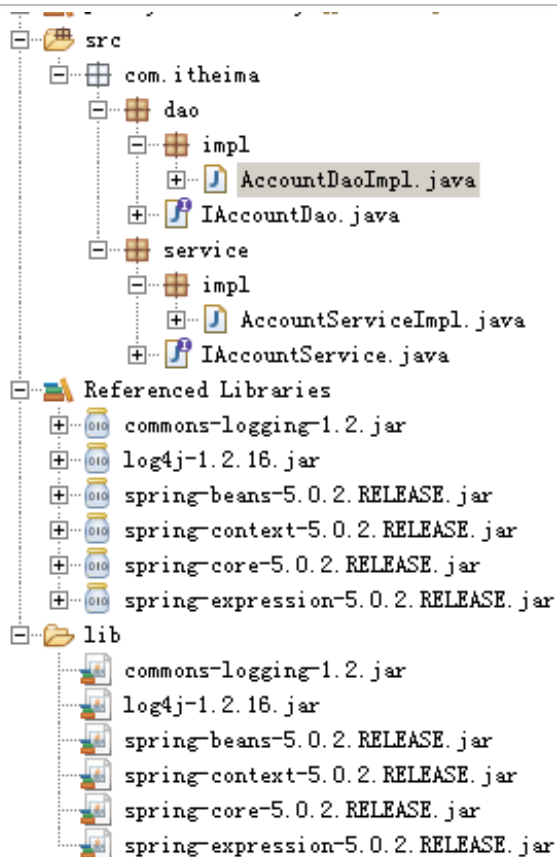 src
com.itheima
dao
impl
AccountDaoImpl.java
IAccountDao.java
service
impl
AccountServiceImpl.java
IAccountService.java
Referenced Libraries
commons-logging-1.2.jar
log4j-1.2.16.jar
spring-beans-5.0.2.RELEASE.jar
spring-context-5.0.2.RELEASE.jar
spring-core-5.0.2.RELEASE.jar
spring-expression-5.0.2.RELEASE.jar
lib
commons-logging-1.2.jar
log4j-1.2.16.jar
spring-beans-5.0.2.RELEASE.jar
spring-context-5.0.2.RELEASE.jar
spring-core-5.0.2.RELEASE.jar
spring-expression-5.0.2.RELEASE.jar